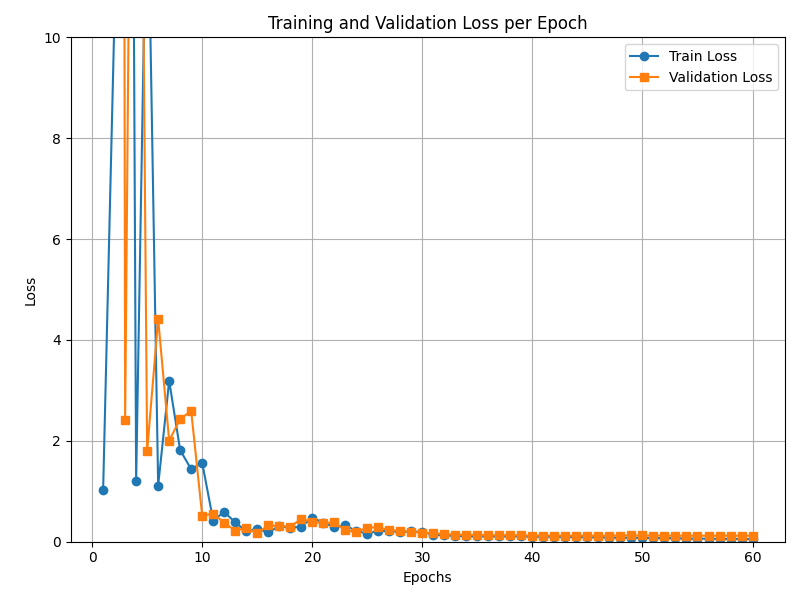 Training and Validation Loss per Epoch
Train Loss
Validation Loss
Loss
10
8
6
4
2
0
0 10 20 30 40 50 60
Epochs